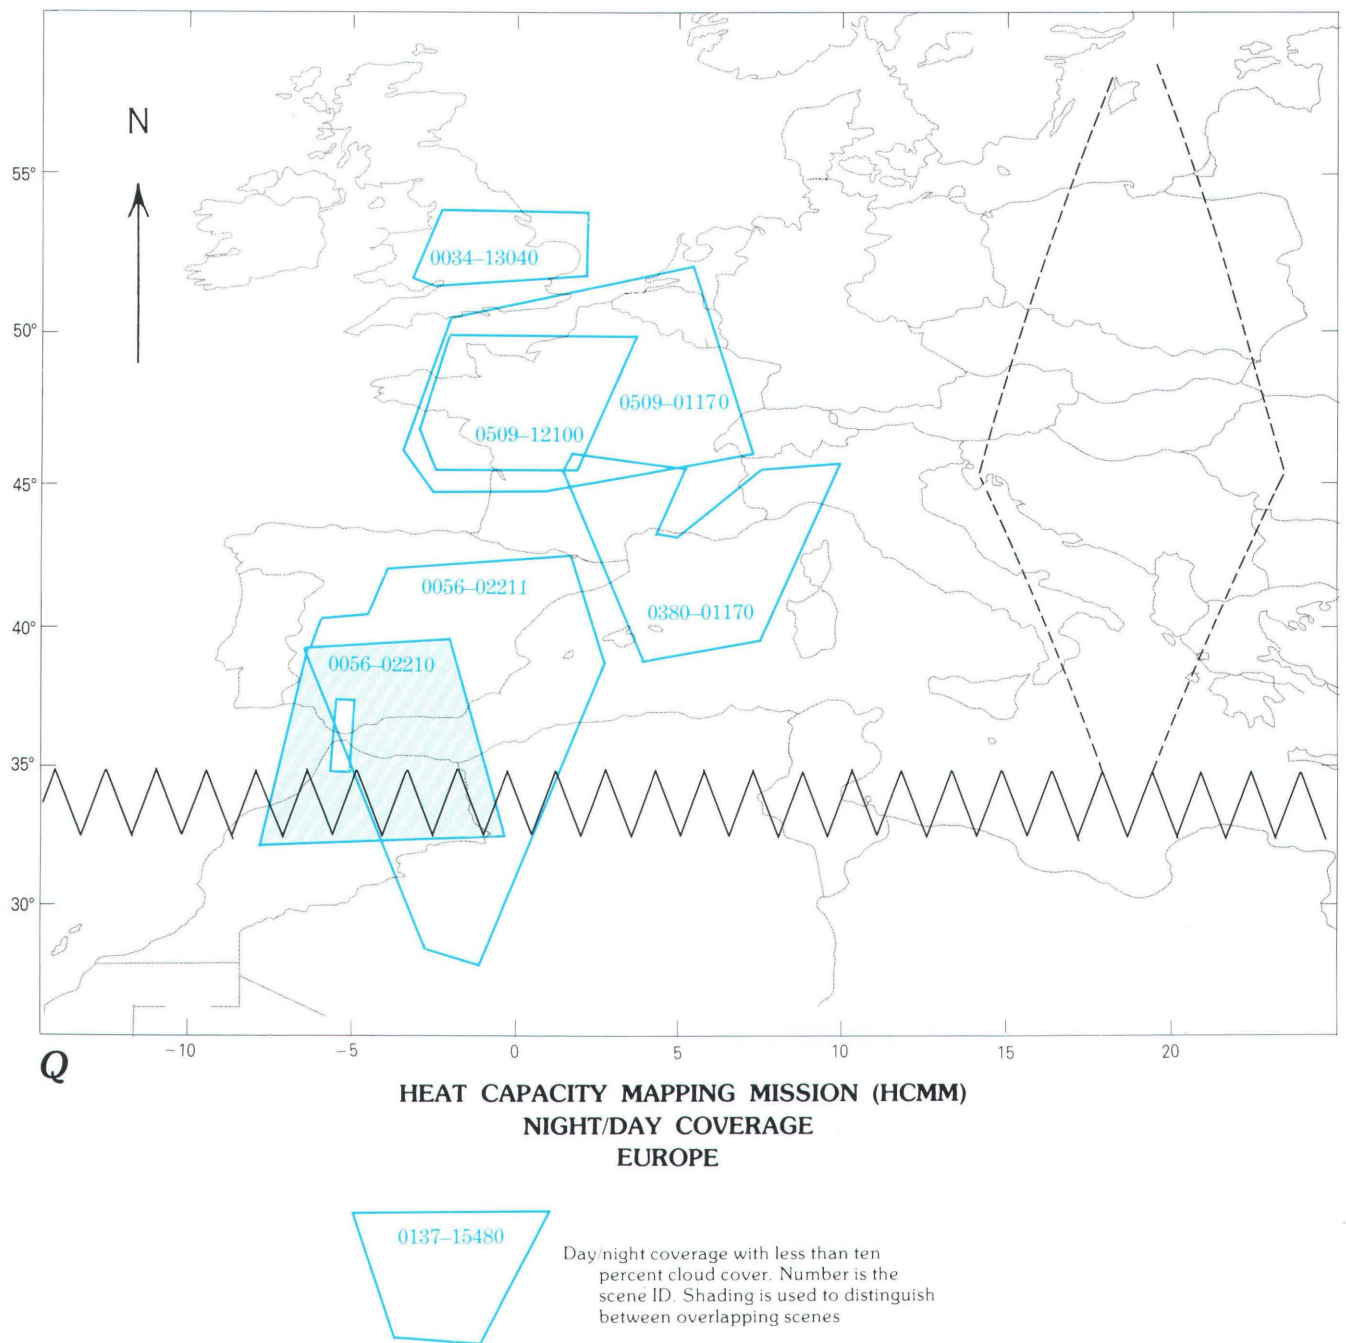 N
55°
0034–13040
50°
0509–01170
0509–12100
45°
0056–02211
0380–01170
40°
0056–02210
35°
30°
−10 −5 0 5 10 15 20
Q
HEAT CAPACITY MAPPING MISSION (HCMM)
NIGHT/DAY COVERAGE
EUROPE
0137–15480
Day/night coverage with less than ten
percent cloud cover. Number is the
scene ID. Shading is used to distinguish
between overlapping scenes